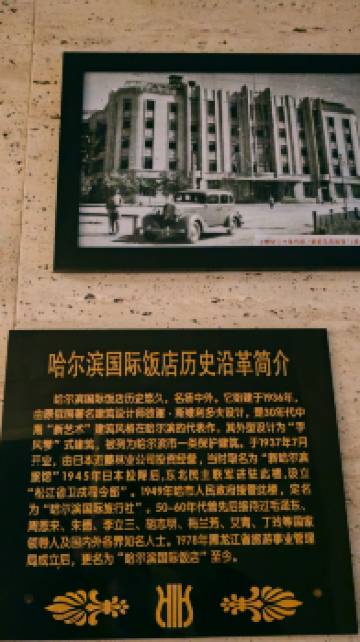 哈尔滨国际饭店历史沿革简介
哈尔滨国际饭店历史悠久，名扬中外。它始建于1936年，
由原俄国著名建筑设计师彼得·斯维利多夫设计，是30年代中
期“新艺术”建筑风格在哈尔滨的代表作。其外型设计为“手
风琴”式建筑，被列为哈尔滨市一类保护建筑。于1937年7月
开业，由日本近藤林业公司投资经营，当时取名为“新哈尔滨
旅馆”1945年日本投降后，东北民主联军进驻此店，设立
“松江省卫戍司令部”。1949年哈市人民政府接管此楼，定名
为“哈尔滨国际旅行社”。50-60年代曾先后接待过毛泽东、
周恩来、朱德、李立三、胡志明、梅兰芳、艾青、丁玲等国家
领导人及国内外各界知名人士。1978年黑龙江省旅游事业管理
局成立后，更名为“哈尔滨国际饭店”至今。